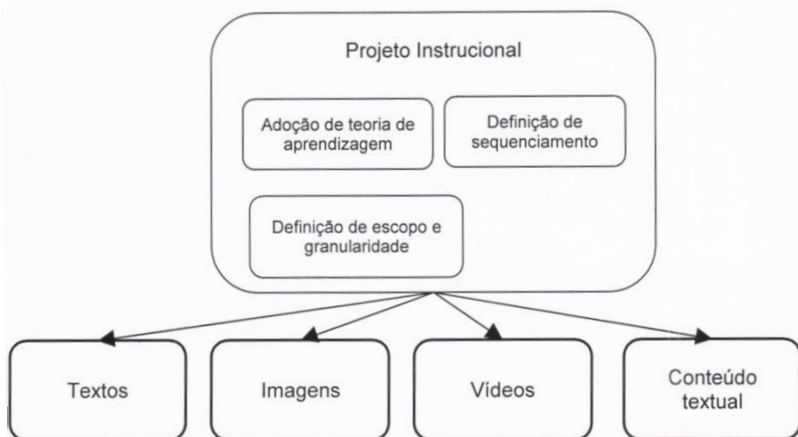 Projeto Instrucional
Adoção de teoria de
aprendizagem
Definição de
sequenciamento
Definição de escopo e
granularidade
Textos
Imagens
Vídeos
Conteúdo
textual